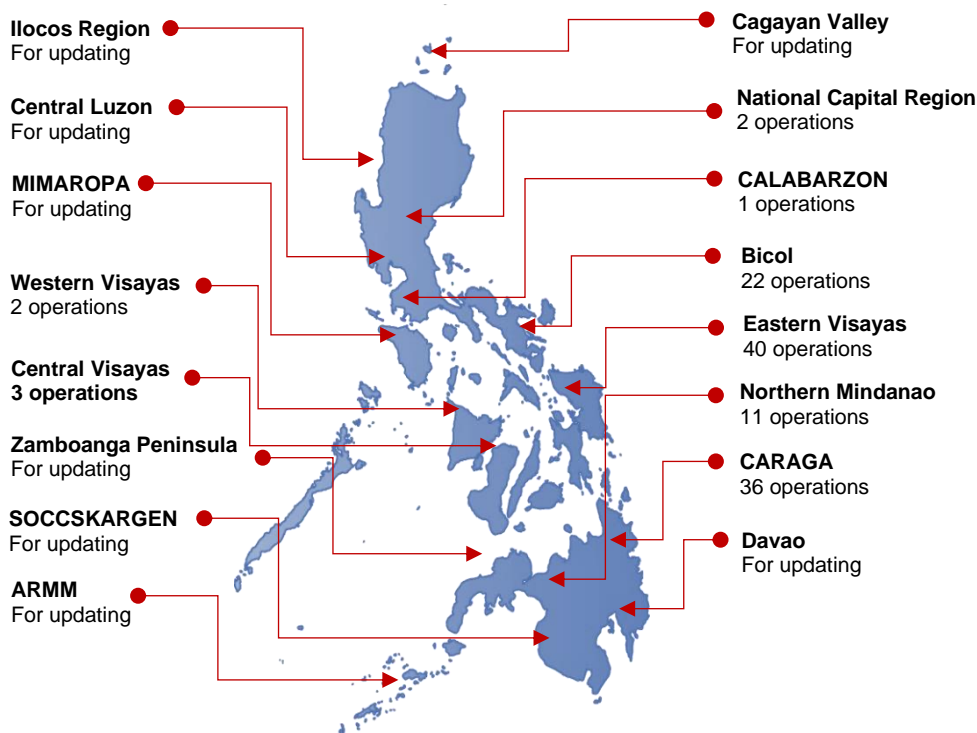 Ilocos Region
For updating
Central Luzon
For updating
MIMAROPA
For updating
Western Visayas
2 operations
Central Visayas
3 operations
Zamboanga Peninsula
For updating
SOCCSKARGEN
For updating
ARMM
For updating
Cagayan Valley
For updating
National Capital Region
2 operations
CALABARZON
1 operations
Bicol
22 operations
Eastern Visayas
40 operations
Northern Mindanao
11 operations
CARAGA
36 operations
Davao
For updating